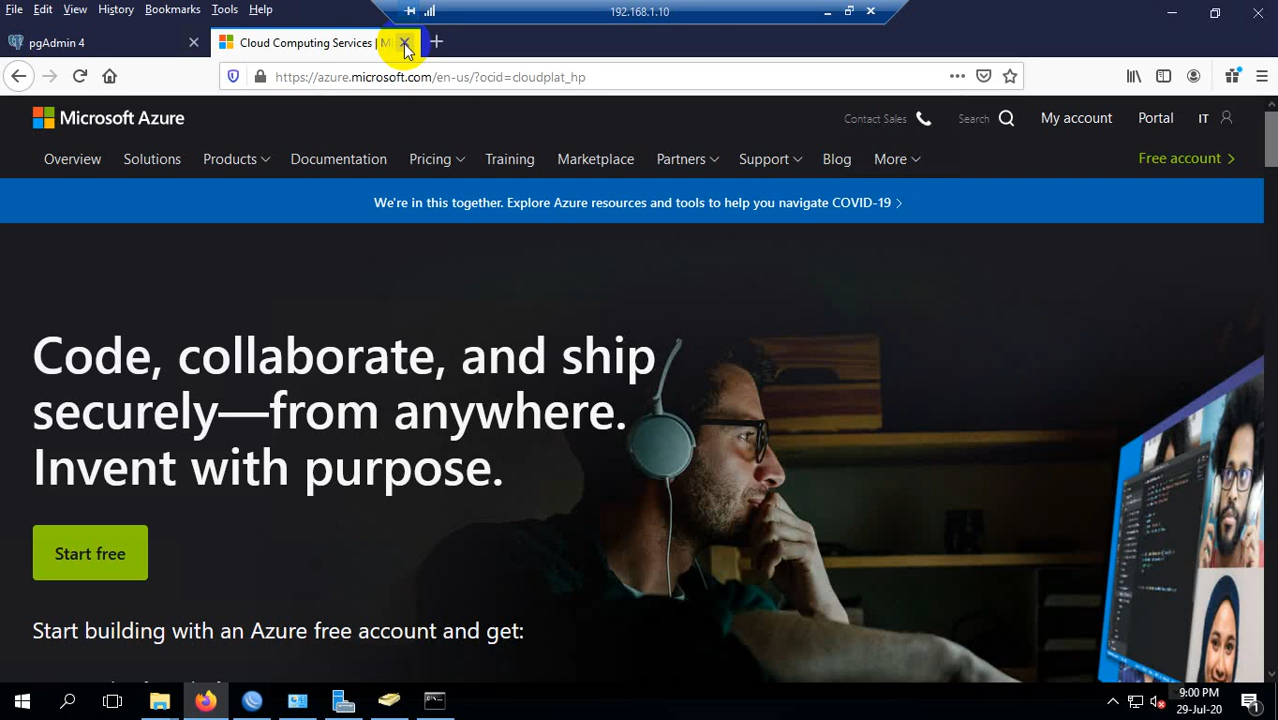 File Edit View History Bookmarks Tools Help
192.168.1.10
pgAdmin 4
Cloud Computing Services |
https://azure.microsoft.com/en-us/?ocid=cloudplat_hp
Microsoft Azure
Contact Sales
Search
My account
Portal
IT
Overview Solutions Products Documentation Pricing Training Marketplace Partners Support Blog More
Free account
We're in this together. Explore Azure resources and tools to help you navigate COVID-19
Code, collaborate, and ship
securely—from anywhere.
Invent with purpose.
Start free
Start building with an Azure free account and get:
9:00 PM
29-Jul-20
1